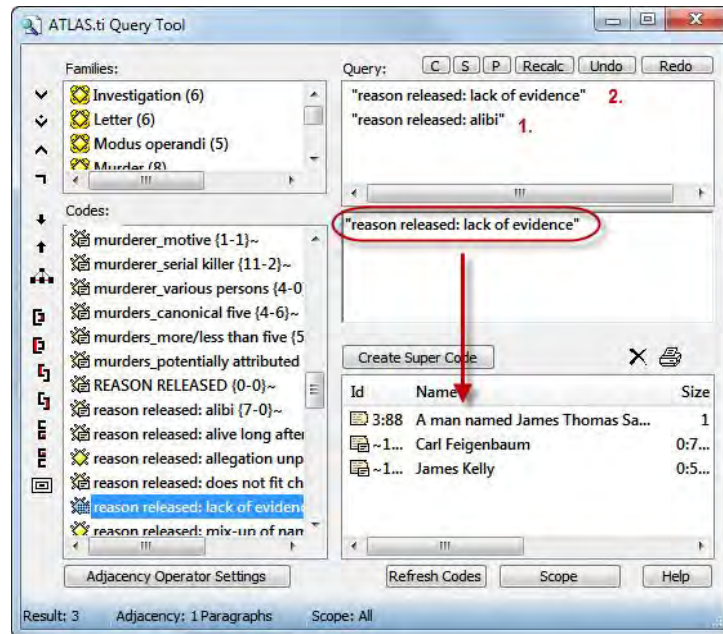 ATLAS.ti Query Tool
Families:
Investigation (6)
Letter (6)
Modus operandi (5)
Murder (8)
Codes:
murderer_motive {1-1}~
murderer_serial killer {11-2}~
murderer_various persons {4-0
murders_canonical five {4-6}~
murders_more/less than five {5
murders_potentially attributed
REASON RELEASED {0-0}~
reason released: alibi {7-0}~
reason released: alive long after
reason released: allegation unp
reason released: does not fit ch
reason released: lack of eviden
reason released: mix-up of nam
Adjacency Operator Settings
Query:
C S P Recalc Undo Redo
"reason released: lack of evidence" 2.
"reason released: alibi" 1.
"reason released: lack of evidence"
Create Super Code
Id Name Size
3:88 A man named James Thomas Sa... 1
~1... Carl Feigenbaum 0:7...
~1... James Kelly 0:5...
Refresh Codes Scope Help
Result: 3 Adjacency: 1 Paragraphs Scope: All